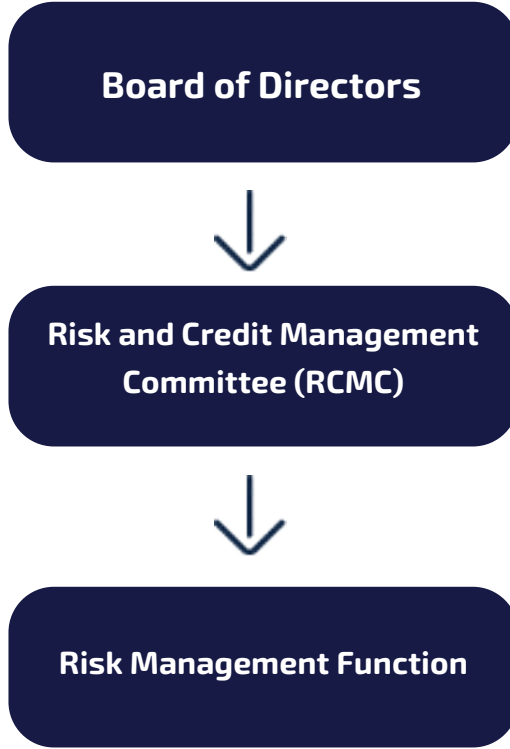 Board of Directors
Risk and Credit Management
Committee (RCMC)
Risk Management Function